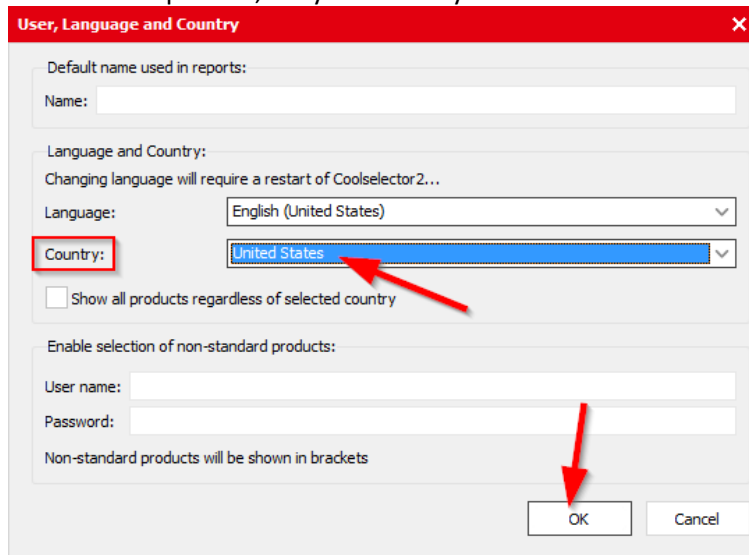 User, Language and Country
Default name used in reports:
Name:
Language and Country:
Changing language will require a restart of Coolselector2...
Language: English (United States)
Country: United States
Show all products regardless of selected country
Enable selection of non-standard products:
User name:
Password:
Non-standard products will be shown in brackets
OK Cancel